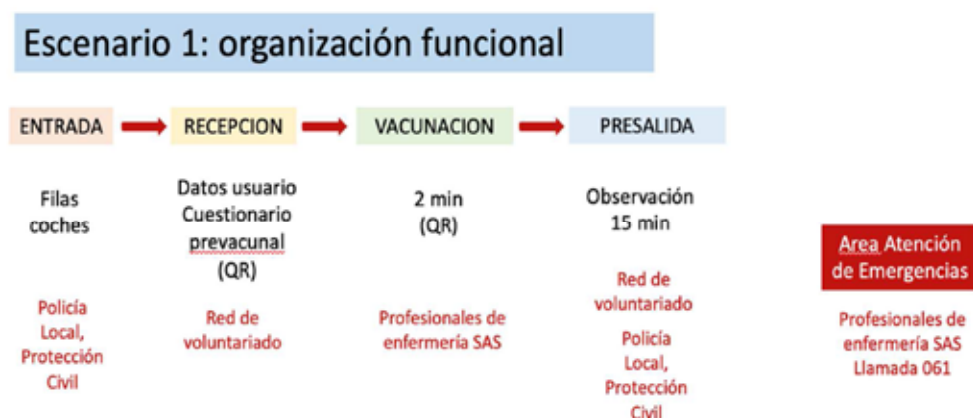 Escenario 1: organización funcional
ENTRADA
RECEPCION
VACUNACION
PRESALIDA
Filas
coches
Datos usuario
Cuestionario
prevacunal
(QR)
2 min
(QR)
Observación
15 min
Area Atención
de Emergencias
Policía
Local,
Protección
Civil
Red de
voluntariado
Profesionales de
enfermería SAS
Red de
voluntariado
Policía
Local,
Protección
Civil
Profesionales de
enfermería SAS
Llamada 061